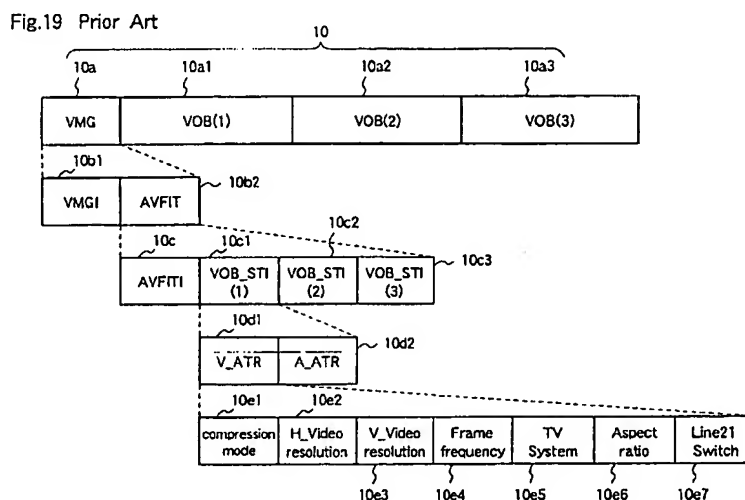 Fig.19 Prior Art
10
10a 10a1 10a2 10a3
VMG VOB(1) VOB(2) VOB(3)
10b1
VMGI AVFIT 10b2
10c 10c1 10c2
AVFITI VOB_STI (1) VOB_STI (2) VOB_STI (3) 10c3
10d1
V_ATR A_ATR 10d2
10e1 10e2
compression mode H_Video resolution V_Video resolution Frame frequency TV System Aspect ratio Line21 Switch
10e3 10e4 10e5 10e6 10e7